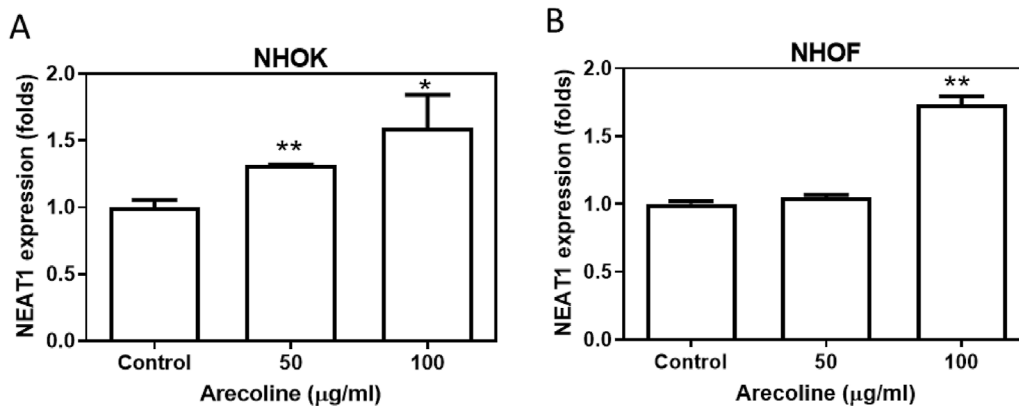 A
NHOK
NEAT1 expression (folds)
2.0
1.5
1.0
0.5
0.0
**
*
Control
50
100
Arecoline (μg/ml)
B
NHOF
NEAT1 expression (folds)
2.0
1.5
1.0
0.5
0.0
**
Control
50
100
Arecoline (μg/ml)